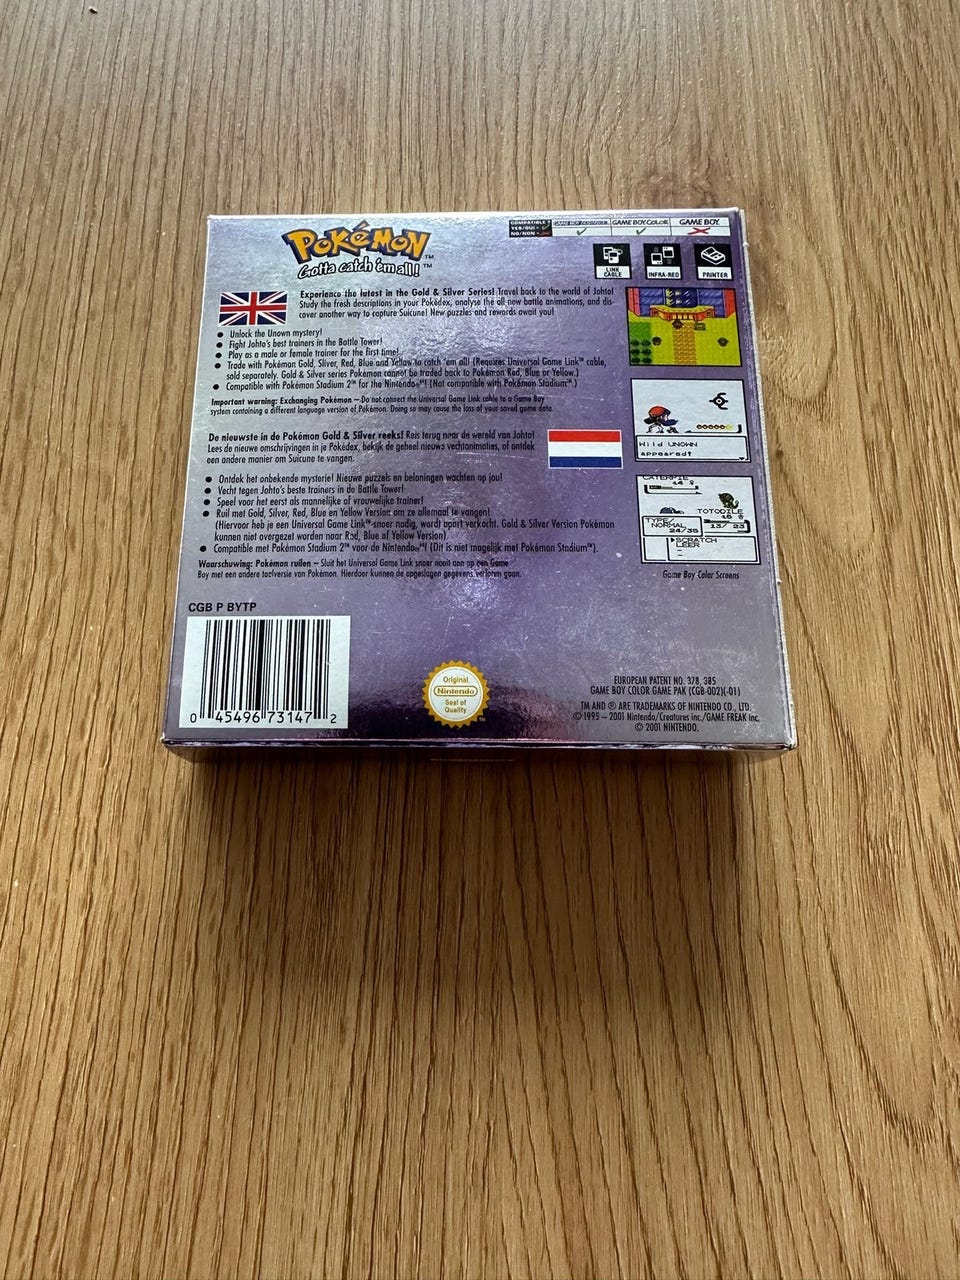 POKéMON™
Gotta catch 'em all!™
COMPATIBLE: GAME BOY COLOR GAME BOY
YES/OUI =
NO/NON =
LINK CABLE
INFRA-RED
PRINTER
Experience the latest in the Gold & Silver Series! Travel back to the world of Johto!
Study the fresh descriptions in your Pokédex, analyse the all new battle animations, and dis-
cover another way to capture Suicune! New puzzles and rewards await you!
• Unlock the Unown mystery!
• Fight Johto's best trainers in the Battle Tower!
• Play as a male or female trainer for the first time!
• Trade with Pokémon Gold, Silver, Red, Blue and Yellow to catch 'em all! (Requires Universal Game Link™ cable,
sold separately. Gold & Silver series Pokémon cannot be traded back to Pokémon Red, Blue or Yellow.)
• Compatible with Pokémon Stadium 2™ for the Nintendo⁶⁴! (Not compatible with Pokémon Stadium™.)
Important warning: Exchanging Pokémon – Do not connect the Universal Game Link cable to a Game Boy
system containing a different language version of Pokémon. Doing so may cause the loss of your saved game data.
De nieuwste in de Pokémon Gold & Silver reeks! Reis terug naar de wereld van Johto!
Lees de nieuwe omschrijvingen in je Pokédex, bekijk de geheel nieuwe vechtanimaties, of ontdek
een andere manier om Suicune te vangen.
• Ontdek het onbekende mysterie! Nieuwe puzzels en beloningen wachten op jou!
• Vecht tegen Johto's beste trainers in de Battle Tower!
• Speel voor het eerst als mannelijke of vrouwelijke trainer!
• Ruil met Gold, Silver, Red, Blue en Yellow Version om ze allemaal te vangen!
(Hiervoor heb je een Universal Game Link™-snoer nodig, wordt apart verkocht. Gold & Silver Version Pokémon
kunnen niet overgezet worden naar Red, Blue of Yellow Version)
• Compatible met Pokémon Stadium 2™ voor de Nintendo⁶⁴! (Dit is niet mogelijk met Pokémon Stadium™).
Waarschuwing: Pokémon ruilen – Sluit het Universal Game Link snoer nooit aan op een Game
Boy met een andere taalversie van Pokémon. Hierdoor kunnen de opgeslagen gegevens verloren gaan.
Wild UNOWN
appeared!
CATERPIE
TOTODILE
TYPE/
NORMAL
24/35
13/ 23
▶SCRATCH
LEER
Game Boy Color Screens
CGB P BYTP
0 45496 73147 2
Original
Nintendo
Seal of
Quality
™
EUROPEAN PATENT NO. 378, 385
GAME BOY COLOR GAME PAK (CGB-002)(-01)
TM AND ® ARE TRADEMARKS OF NINTENDO CO., LTD.
© 1995 – 2001 Nintendo/Creatures inc./GAME FREAK inc.
© 2001 NINTENDO.